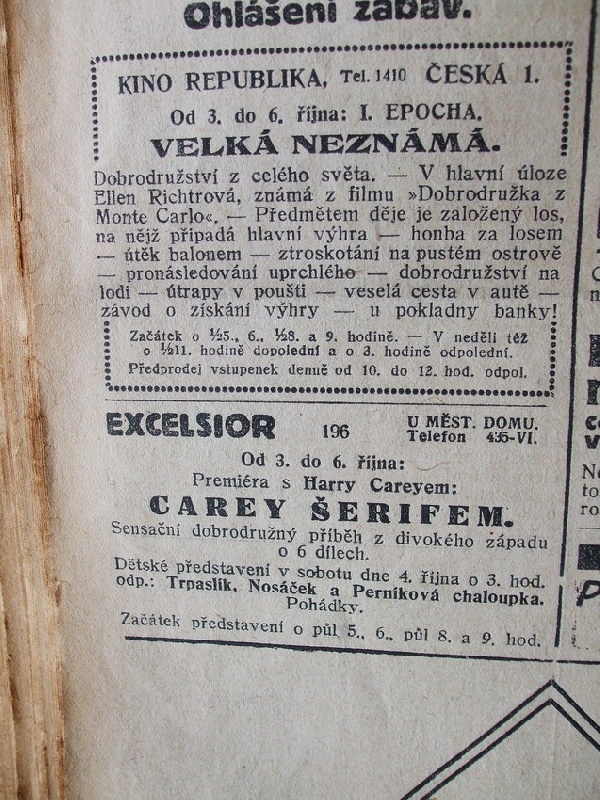 Ohlášení zábav.
KINO REPUBLIKA, Tel. 1410 ČESKÁ 1.
Od 3. do 6. října: I. EPOCHA.
VELKÁ NEZNÁMÁ.
Dobrodružství z celého světa. — V hlavní úloze
Ellen Richtrová, známá z filmu »Dobrodružka z
Monte Carlo«. — Předmětem děje je založený los,
na nějž připadá hlavní výhra — honba za losem
— útěk balonem — ztroskotání na pustém ostrově
— pronásledování uprchlého — dobrodružství na
lodi — útrapy v poušti — veselá cesta v autě —
závod o získání výhry — u pokladny banky!
Začátek o ½5., 6., ½8. a 9. hodině. — V neděli též
o ½11. hodině dopolední a o 3. hodině odpolední.
Předprodej vstupenek denně od 10. do 12. hod. odpol.
EXCELSIOR 196 U MĚST. DOMU.
Telefon 435-VI.
Od 3. do 6. října:
Premiéra s Harry Careyem:
CAREY ŠERIFEM.
Sensační dobrodružný příběh z divokého západu
o 6 dílech.
Dětské představení v sobotu dne 4. října o 3. hod.
odp.: Trpaslík, Nosáček a Perníková chaloupka.
Pohádky.
Začátek představení o půl 5., 6., půl 8. a 9. hod.